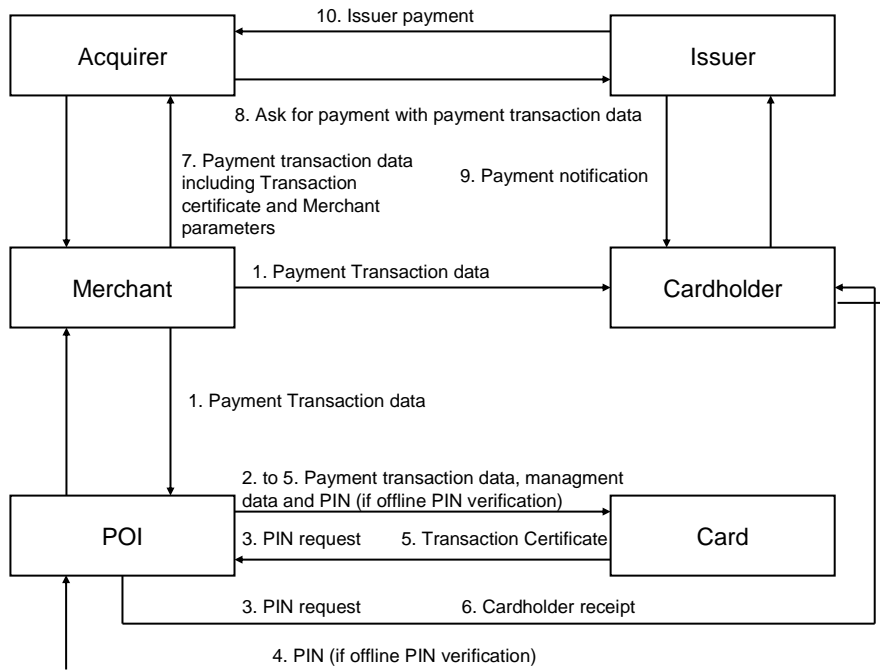 10. Issuer payment
Acquirer
Issuer
8. Ask for payment with payment transaction data
7. Payment transaction data
including Transaction
certificate and Merchant
parameters
9. Payment notification
Merchant
1. Payment Transaction data
Cardholder
1. Payment Transaction data
2. to 5. Payment transaction data, managment
data and PIN (if offline PIN verification)
POI
3. PIN request
5. Transaction Certificate
Card
3. PIN request
6. Cardholder receipt
4. PIN (if offline PIN verification)